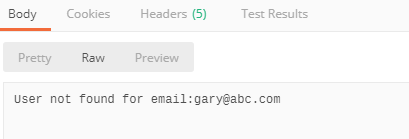 Body Cookies Headers (5) Test Results
Pretty Raw Preview
User not found for email:gary@abc.com